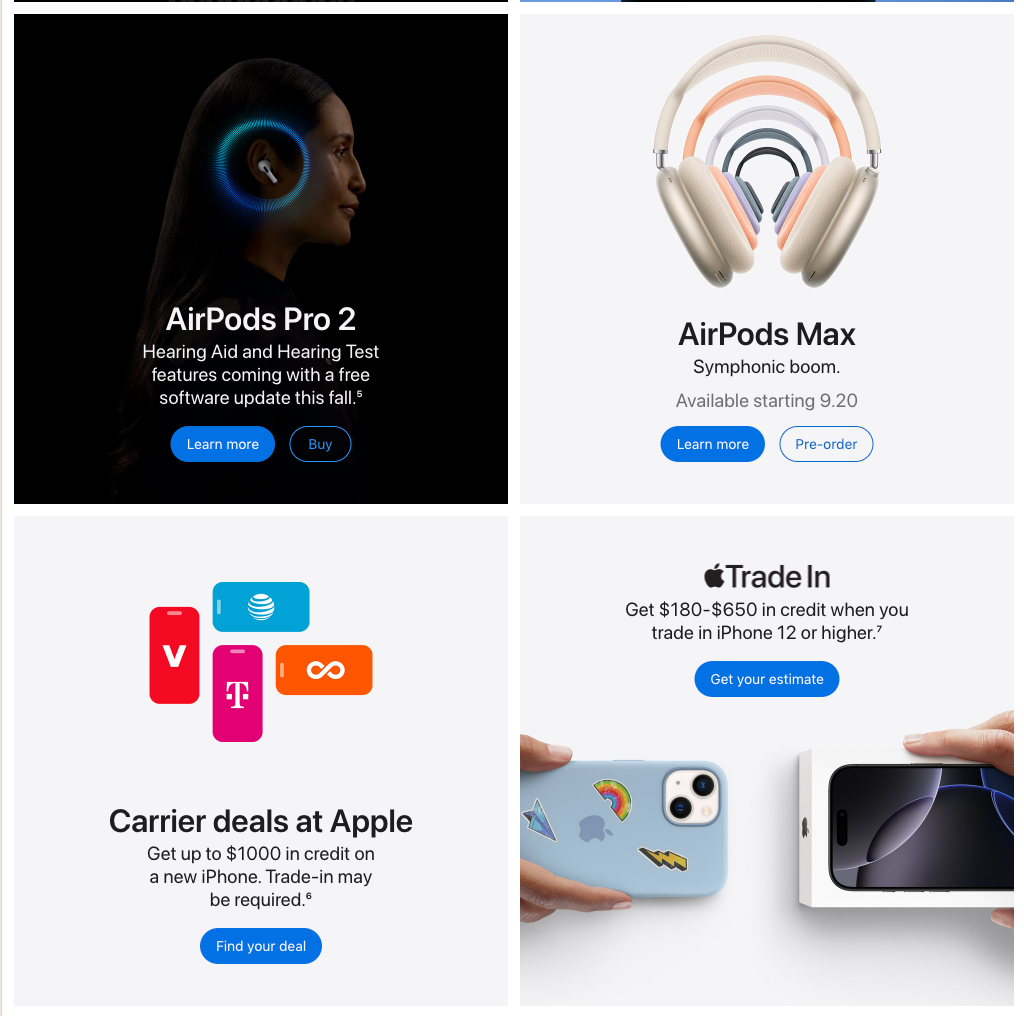 AirPods Pro 2
Hearing Aid and Hearing Test
features coming with a free
software update this fall.⁵
Learn more
Buy
AirPods Max
Symphonic boom.
Available starting 9.20
Learn more
Pre-order
V
T
Carrier deals at Apple
Get up to $1000 in credit on
a new iPhone. Trade-in may
be required.⁶
Find your deal
Trade In
Get $180-$650 in credit when you
trade in iPhone 12 or higher.⁷
Get your estimate